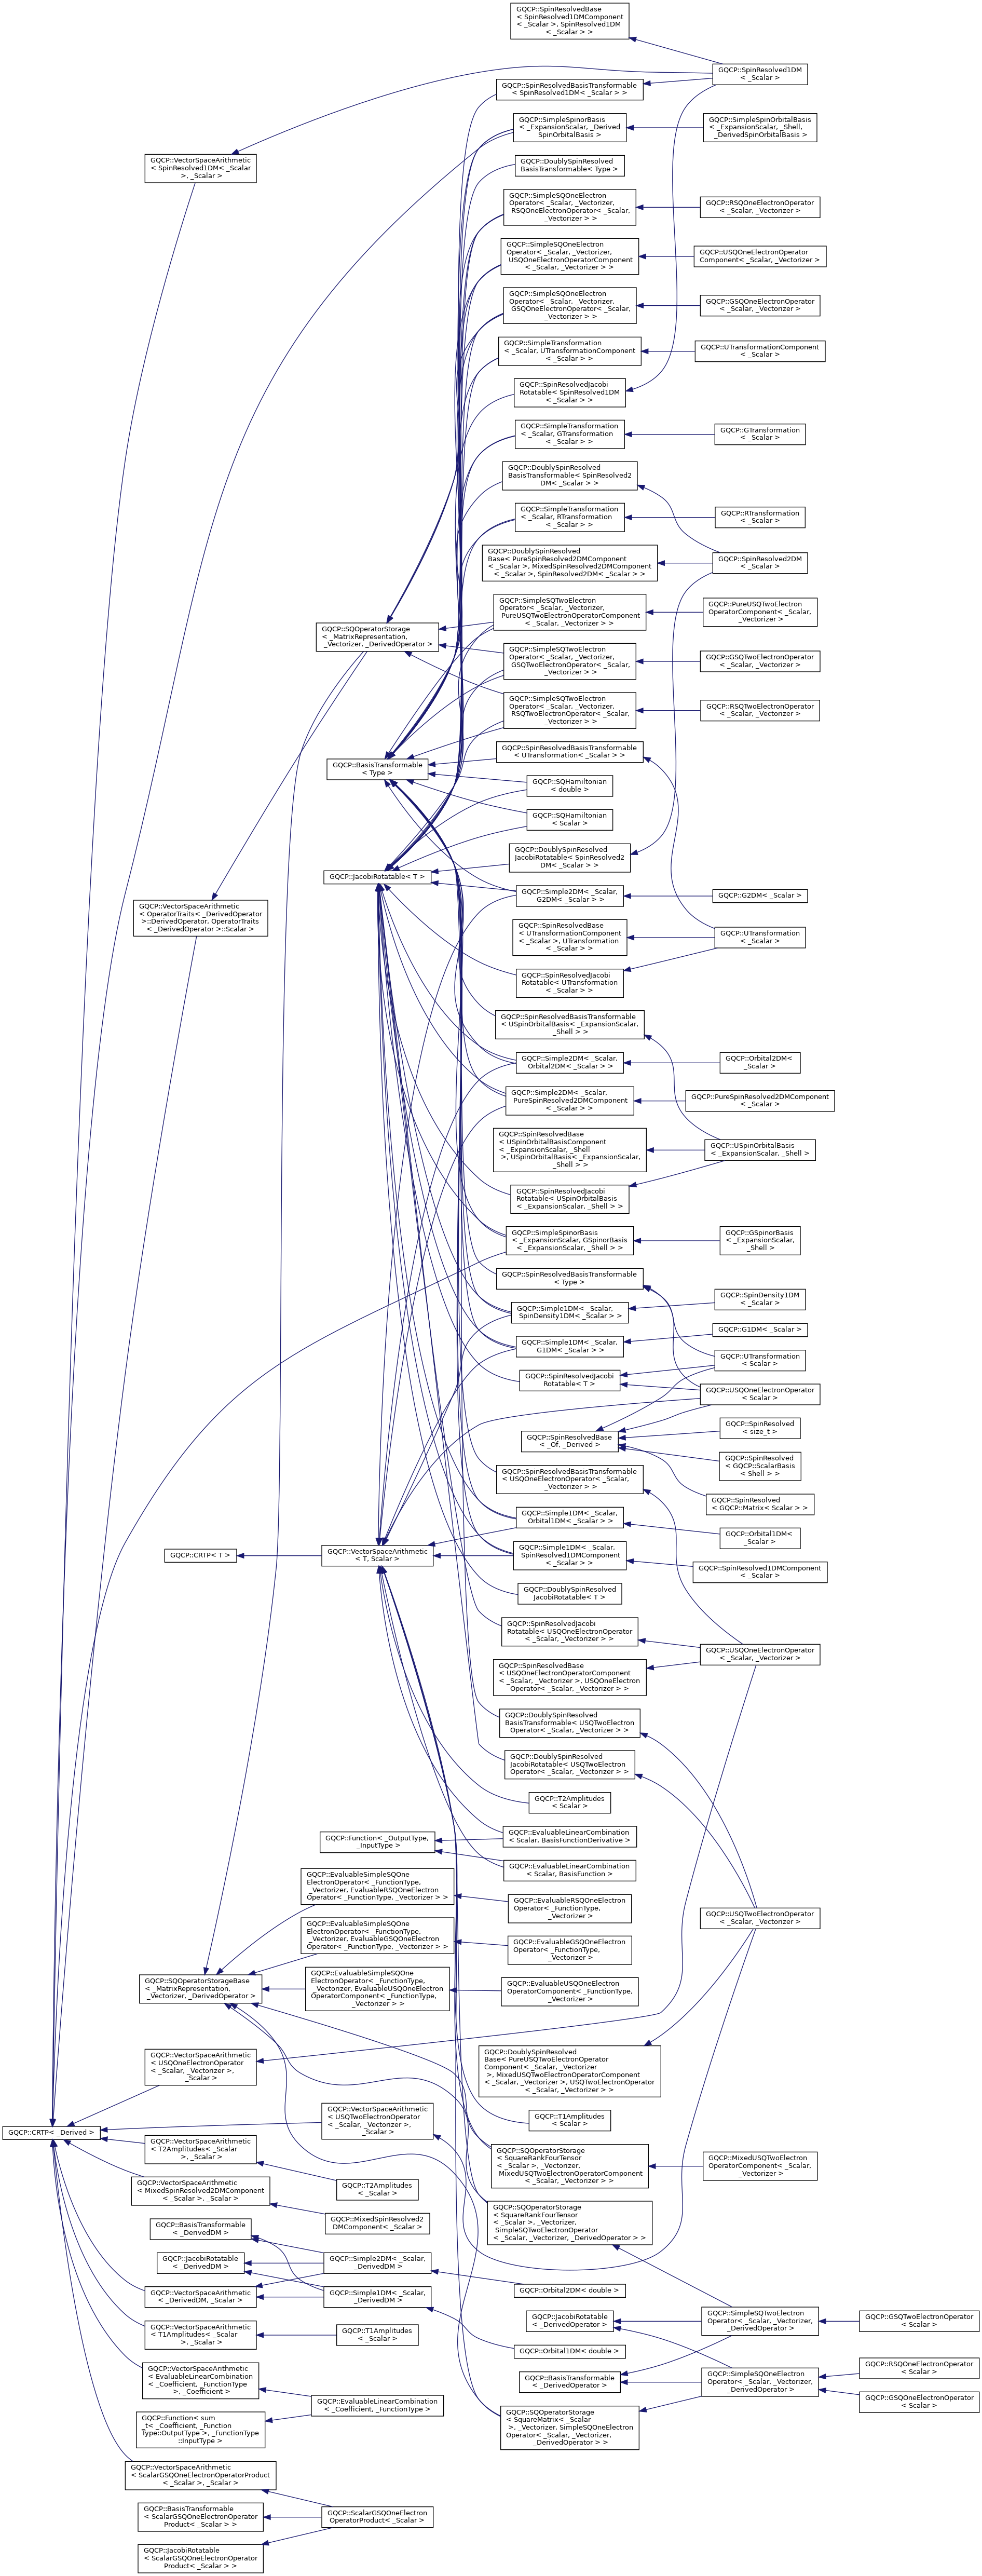 GQCP::SpinResolvedBase
< SpinResolved1DMComponent
< _Scalar >, SpinResolved1DM
< _Scalar > >
GQCP::SpinResolved1DM
< _Scalar >
GQCP::SpinResolvedBasisTransformable
< SpinResolved1DM< _Scalar > >
GQCP::SimpleSpinorBasis
< _ExpansionScalar, _Derived
SpinOrbitalBasis >
GQCP::SimpleSpinOrbitalBasis
< _ExpansionScalar, _Shell,
_DerivedSpinOrbitalBasis >
GQCP::VectorSpaceArithmetic
< SpinResolved1DM< _Scalar
>, _Scalar >
GQCP::DoublySpinResolved
BasisTransformable< Type >
GQCP::SimpleSQOneElectron
Operator< _Scalar, _Vectorizer,
RSQOneElectronOperator< _Scalar,
_Vectorizer > >
GQCP::RSQOneElectronOperator
< _Scalar, _Vectorizer >
GQCP::SimpleSQOneElectron
Operator< _Scalar, _Vectorizer,
USQOneElectronOperatorComponent
< _Scalar, _Vectorizer > >
GQCP::USQOneElectronOperator
Component< _Scalar, _Vectorizer >
GQCP::SimpleSQOneElectron
Operator< _Scalar, _Vectorizer,
GSQOneElectronOperator< _Scalar,
_Vectorizer > >
GQCP::GSQOneElectronOperator
< _Scalar, _Vectorizer >
GQCP::SimpleTransformation
< _Scalar, UTransformationComponent
< _Scalar > >
GQCP::UTransformationComponent
< _Scalar >
GQCP::SpinResolvedJacobi
Rotatable< SpinResolved1DM
< _Scalar > >
GQCP::SimpleTransformation
< _Scalar, GTransformation
< _Scalar > >
GQCP::GTransformation
< _Scalar >
GQCP::DoublySpinResolved
BasisTransformable< SpinResolved2
DM< _Scalar > >
GQCP::SimpleTransformation
< _Scalar, RTransformation
< _Scalar > >
GQCP::RTransformation
< _Scalar >
GQCP::DoublySpinResolved
Base< PureSpinResolved2DMComponent
< _Scalar >, MixedSpinResolved2DMComponent
< _Scalar >, SpinResolved2DM< _Scalar > >
GQCP::SpinResolved2DM
< _Scalar >
GQCP::SimpleSQTwoElectron
Operator< _Scalar, _Vectorizer,
PureUSQTwoElectronOperatorComponent
< _Scalar, _Vectorizer > >
GQCP::PureUSQTwoElectron
OperatorComponent< _Scalar,
_Vectorizer >
GQCP::SQOperatorStorage
< _MatrixRepresentation,
_Vectorizer, _DerivedOperator >
GQCP::SimpleSQTwoElectron
Operator< _Scalar, _Vectorizer,
GSQTwoElectronOperator< _Scalar,
_Vectorizer > >
GQCP::GSQTwoElectronOperator
< _Scalar, _Vectorizer >
GQCP::SimpleSQTwoElectron
Operator< _Scalar, _Vectorizer,
RSQTwoElectronOperator< _Scalar,
_Vectorizer > >
GQCP::RSQTwoElectronOperator
< _Scalar, _Vectorizer >
GQCP::SpinResolvedBasisTransformable
< UTransformation< _Scalar > >
GQCP::BasisTransformable
< Type >
GQCP::SQHamiltonian
< double >
GQCP::SQHamiltonian
< Scalar >
GQCP::DoublySpinResolved
JacobiRotatable< SpinResolved2
DM< _Scalar > >
GQCP::JacobiRotatable< T >
GQCP::Simple2DM< _Scalar,
G2DM< _Scalar > >
GQCP::G2DM< _Scalar >
GQCP::VectorSpaceArithmetic
< OperatorTraits< _DerivedOperator
>::DerivedOperator, OperatorTraits
< _DerivedOperator >::Scalar >
GQCP::SpinResolvedBase
< UTransformationComponent
< _Scalar >, UTransformation
< _Scalar > >
GQCP::UTransformation
< _Scalar >
GQCP::SpinResolvedJacobi
Rotatable< UTransformation
< _Scalar > >
GQCP::SpinResolvedBasisTransformable
< USpinOrbitalBasis< _ExpansionScalar,
_Shell > >
GQCP::Simple2DM< _Scalar,
Orbital2DM< _Scalar > >
GQCP::Orbital2DM<
_Scalar >
GQCP::Simple2DM< _Scalar,
PureSpinResolved2DMComponent
< _Scalar > >
GQCP::PureSpinResolved2DMComponent
< _Scalar >
GQCP::SpinResolvedBase
< USpinOrbitalBasisComponent
< _ExpansionScalar, _Shell
>, USpinOrbitalBasis< _ExpansionScalar,
_Shell > >
GQCP::USpinOrbitalBasis
< _ExpansionScalar, _Shell >
GQCP::SpinResolvedJacobi
Rotatable< USpinOrbitalBasis
< _ExpansionScalar, _Shell > >
GQCP::SimpleSpinorBasis
< _ExpansionScalar, GSpinorBasis
< _ExpansionScalar, _Shell > >
GQCP::GSpinorBasis
< _ExpansionScalar,
_Shell >
GQCP::SpinResolvedBasisTransformable
< Type >
GQCP::Simple1DM< _Scalar,
SpinDensity1DM< _Scalar > >
GQCP::SpinDensity1DM
< _Scalar >
GQCP::G1DM< _Scalar >
GQCP::Simple1DM< _Scalar,
G1DM< _Scalar > >
GQCP::UTransformation
< Scalar >
GQCP::SpinResolvedJacobi
Rotatable< T >
GQCP::USQOneElectronOperator
< Scalar >
GQCP::SpinResolvedBase
< _Of, _Derived >
GQCP::SpinResolved
< size_t >
GQCP::SpinResolved
< GQCP::ScalarBasis
< Shell > >
GQCP::SpinResolvedBasisTransformable
< USQOneElectronOperator< _Scalar,
_Vectorizer > >
GQCP::SpinResolved
< GQCP::Matrix< Scalar > >
GQCP::Simple1DM< _Scalar,
Orbital1DM< _Scalar > >
GQCP::Orbital1DM<
_Scalar >
GQCP::CRTP< T >
GQCP::VectorSpaceArithmetic
< T, Scalar >
GQCP::Simple1DM< _Scalar,
SpinResolved1DMComponent
< _Scalar > >
GQCP::SpinResolved1DMComponent
< _Scalar >
GQCP::DoublySpinResolved
JacobiRotatable< T >
GQCP::SpinResolvedJacobi
Rotatable< USQOneElectronOperator
< _Scalar, _Vectorizer > >
GQCP::USQOneElectronOperator
< _Scalar, _Vectorizer >
GQCP::SpinResolvedBase
< USQOneElectronOperatorComponent
< _Scalar, _Vectorizer >, USQOneElectron
Operator< _Scalar, _Vectorizer > >
GQCP::DoublySpinResolved
BasisTransformable< USQTwoElectron
Operator< _Scalar, _Vectorizer > >
GQCP::DoublySpinResolved
JacobiRotatable< USQTwoElectron
Operator< _Scalar, _Vectorizer > >
GQCP::T2Amplitudes
< Scalar >
GQCP::Function< _OutputType,
_InputType >
GQCP::EvaluableLinearCombination
< Scalar, BasisFunctionDerivative >
GQCP::EvaluableLinearCombination
< Scalar, BasisFunction >
GQCP::EvaluableSimpleSQOne
ElectronOperator< _FunctionType,
_Vectorizer, EvaluableRSQOneElectron
Operator< _FunctionType, _Vectorizer > >
GQCP::EvaluableRSQOneElectron
Operator< _FunctionType,
_Vectorizer >
GQCP::USQTwoElectronOperator
< _Scalar, _Vectorizer >
GQCP::EvaluableSimpleSQOne
ElectronOperator< _FunctionType,
_Vectorizer, EvaluableGSQOneElectron
Operator< _FunctionType, _Vectorizer > >
GQCP::EvaluableGSQOneElectron
Operator< _FunctionType,
_Vectorizer >
GQCP::SQOperatorStorageBase
< _MatrixRepresentation,
_Vectorizer, _DerivedOperator >
GQCP::EvaluableSimpleSQOne
ElectronOperator< _FunctionType,
_Vectorizer, EvaluableUSQOneElectron
OperatorComponent< _FunctionType,
_Vectorizer > >
GQCP::EvaluableUSQOneElectron
OperatorComponent< _FunctionType,
_Vectorizer >
GQCP::VectorSpaceArithmetic
< USQOneElectronOperator
< _Scalar, _Vectorizer >,
_Scalar >
GQCP::DoublySpinResolved
Base< PureUSQTwoElectronOperator
Component< _Scalar, _Vectorizer
>, MixedUSQTwoElectronOperatorComponent
< _Scalar, _Vectorizer >, USQTwoElectronOperator
< _Scalar, _Vectorizer > >
GQCP::CRTP< _Derived >
GQCP::VectorSpaceArithmetic
< USQTwoElectronOperator
< _Scalar, _Vectorizer >,
_Scalar >
GQCP::T1Amplitudes
< Scalar >
GQCP::VectorSpaceArithmetic
< T2Amplitudes< _Scalar
>, _Scalar >
GQCP::T2Amplitudes
< _Scalar >
GQCP::SQOperatorStorage
< SquareRankFourTensor
< _Scalar >, _Vectorizer,
MixedUSQTwoElectronOperatorComponent
< _Scalar, _Vectorizer > >
GQCP::MixedUSQTwoElectron
OperatorComponent< _Scalar,
_Vectorizer >
GQCP::VectorSpaceArithmetic
< MixedSpinResolved2DMComponent
< _Scalar >, _Scalar >
GQCP::MixedSpinResolved2
DMComponent< _Scalar >
GQCP::SQOperatorStorage
< SquareRankFourTensor
< _Scalar >, _Vectorizer,
SimpleSQTwoElectronOperator
< _Scalar, _Vectorizer, _DerivedOperator > >
GQCP::BasisTransformable
< _DerivedDM >
GQCP::JacobiRotatable
< _DerivedDM >
GQCP::Simple2DM< _Scalar,
_DerivedDM >
GQCP::VectorSpaceArithmetic
< _DerivedDM, _Scalar >
GQCP::Simple1DM< _Scalar,
_DerivedDM >
GQCP::Orbital2DM< double >
GQCP::VectorSpaceArithmetic
< T1Amplitudes< _Scalar
>, _Scalar >
GQCP::T1Amplitudes
< _Scalar >
GQCP::JacobiRotatable
< _DerivedOperator >
GQCP::SimpleSQTwoElectron
Operator< _Scalar, _Vectorizer,
_DerivedOperator >
GQCP::GSQTwoElectronOperator
< Scalar >
GQCP::Orbital1DM< double >
GQCP::VectorSpaceArithmetic
< EvaluableLinearCombination
< _Coefficient, _FunctionType
>, _Coefficient >
GQCP::BasisTransformable
< _DerivedOperator >
GQCP::SimpleSQOneElectron
Operator< _Scalar, _Vectorizer,
_DerivedOperator >
GQCP::RSQOneElectronOperator
< Scalar >
GQCP::GSQOneElectronOperator
< Scalar >
GQCP::EvaluableLinearCombination
< _Coefficient, _FunctionType >
GQCP::Function< sum
_t< _Coefficient, _Function
Type::OutputType >, _FunctionType
::InputType >
GQCP::SQOperatorStorage
< SquareMatrix< _Scalar
>, _Vectorizer, SimpleSQOneElectron
Operator< _Scalar, _Vectorizer,
_DerivedOperator > >
GQCP::VectorSpaceArithmetic
< ScalarGSQOneElectronOperatorProduct
< _Scalar >, _Scalar >
GQCP::BasisTransformable
< ScalarGSQOneElectronOperator
Product< _Scalar > >
GQCP::ScalarGSQOneElectron
OperatorProduct< _Scalar >
GQCP::JacobiRotatable
< ScalarGSQOneElectronOperator
Product< _Scalar > >